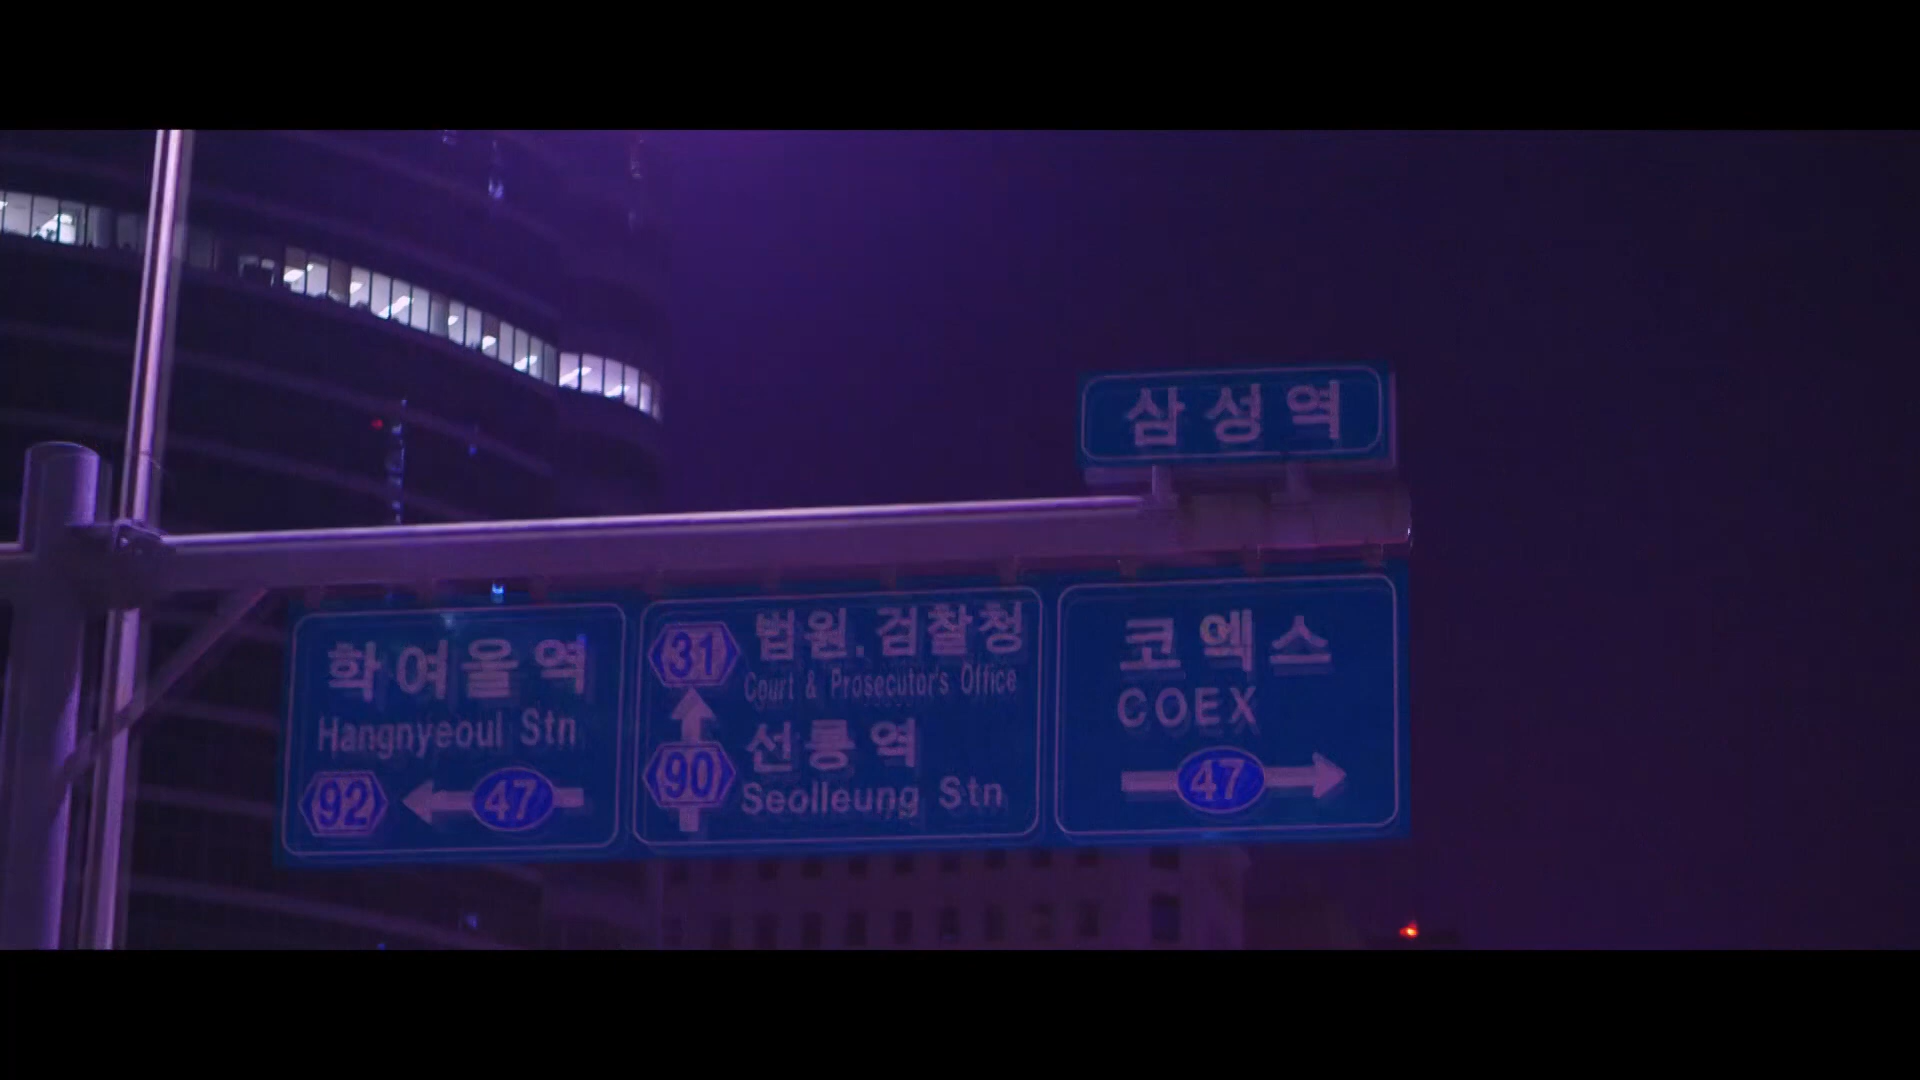 삼성역
학여울역
Hangnyeoul Stn
92 47
31 법원.검찰청
Court & Prosecutor's Office
선릉역
90 Seolleung Stn
코엑스
COEX
47